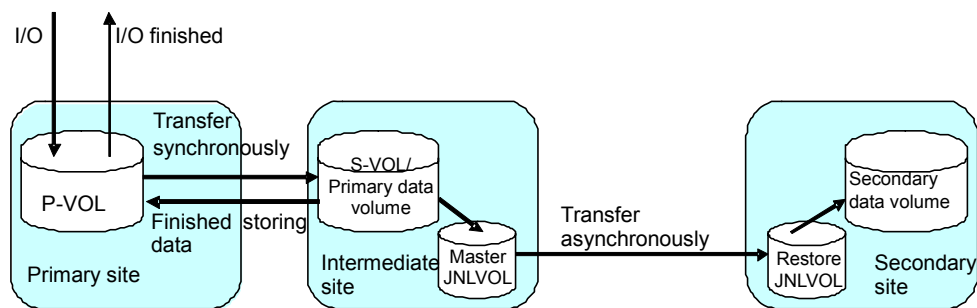 I/O
I/O finished
Transfer
synchronously
P-VOL
Finished storing
data
Primary site
S-VOL/
Primary data
volume
Master
JNLVOL
Intermediate
site
Transfer
asynchronously
Secondary
data volume
Restore
JNLVOL
Secondary
site